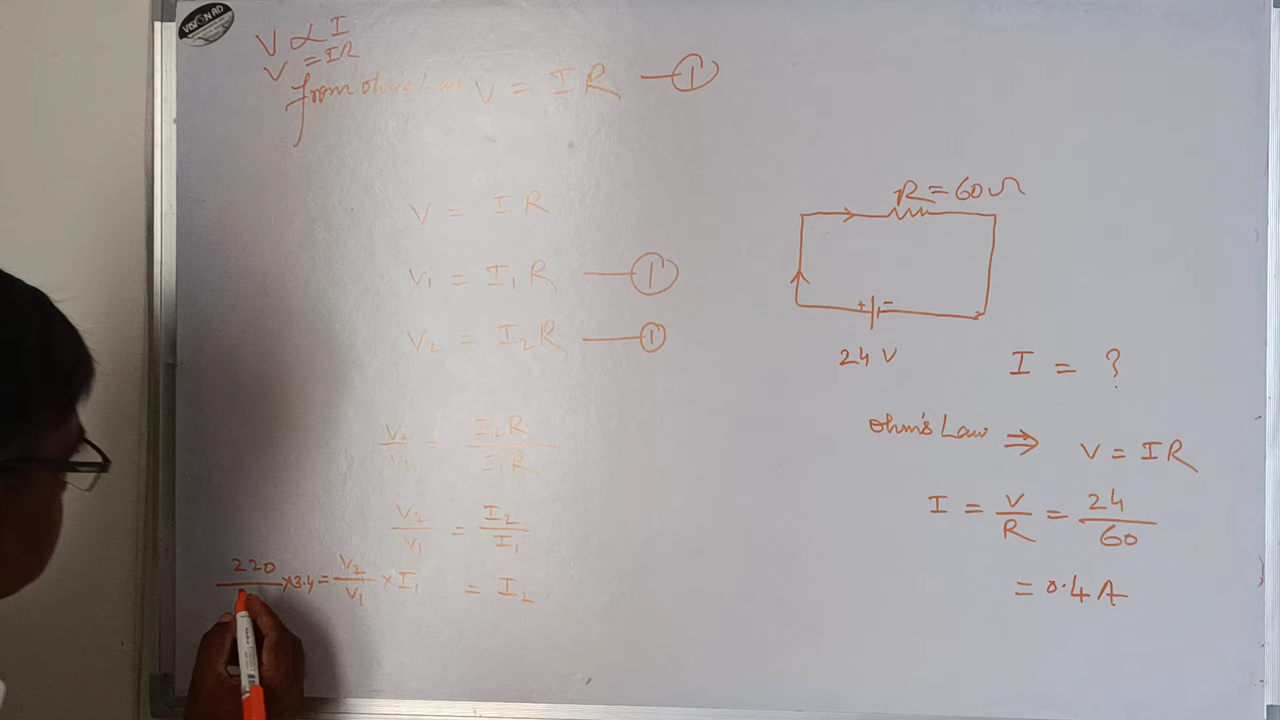 VISION AD
V ∝ I
V = IR
from ohm's Law V = IR — ①
V = IR
V₁ = I₁R — ①
V₂ = I₂R — ①
V₂/V₁ = I₂R/I₁R
V₂/V₁ = I₂/I₁
220/ ×3.4 = V₂/V₁ × I₁ = I₂
R = 60Ω
+ -
24 V
I = ?
ohm's Law ⇒ V = IR
I = V/R = 24/60
= 0.4 A